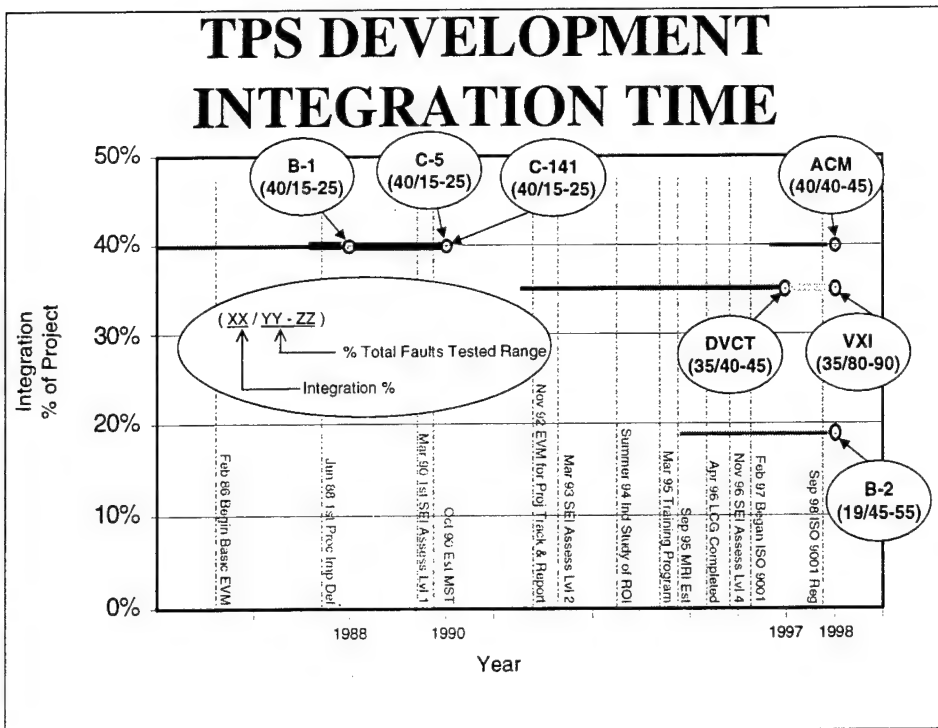 TPS DEVELOPMENT
INTEGRATION TIME
50%
40%
30%
20%
10%
0%
Integration
% of Project
B-1
(40/15-25)
C-5
(40/15-25)
C-141
(40/15-25)
ACM
(40/40-45)
( XX / YY - ZZ )
% Total Faults Tested Range
Integration %
DVCT
(35/40-45)
VXI
(35/80-90)
B-2
(19/45-55)
Feb 86 Begin Basic EVM
Jun 88 1st Proc Imp Def
Mar 90 1st SEI Assess Lvl 1
Oct 90 Est MST
Nov 92 EVM for Proj Track & Report
Mar 93 SEI Assess Lvl 2
Summer 94 Ind Study of ROI
Mar 95 Training Program
Sep 95 MRI Est
Apr 96 LCG Completed
Nov 96 SEI Assess Lvl 4
Feb 97 Began ISO 9001
Sep 98 ISO 9001 Reg
1988
1990
1997
1998
Year